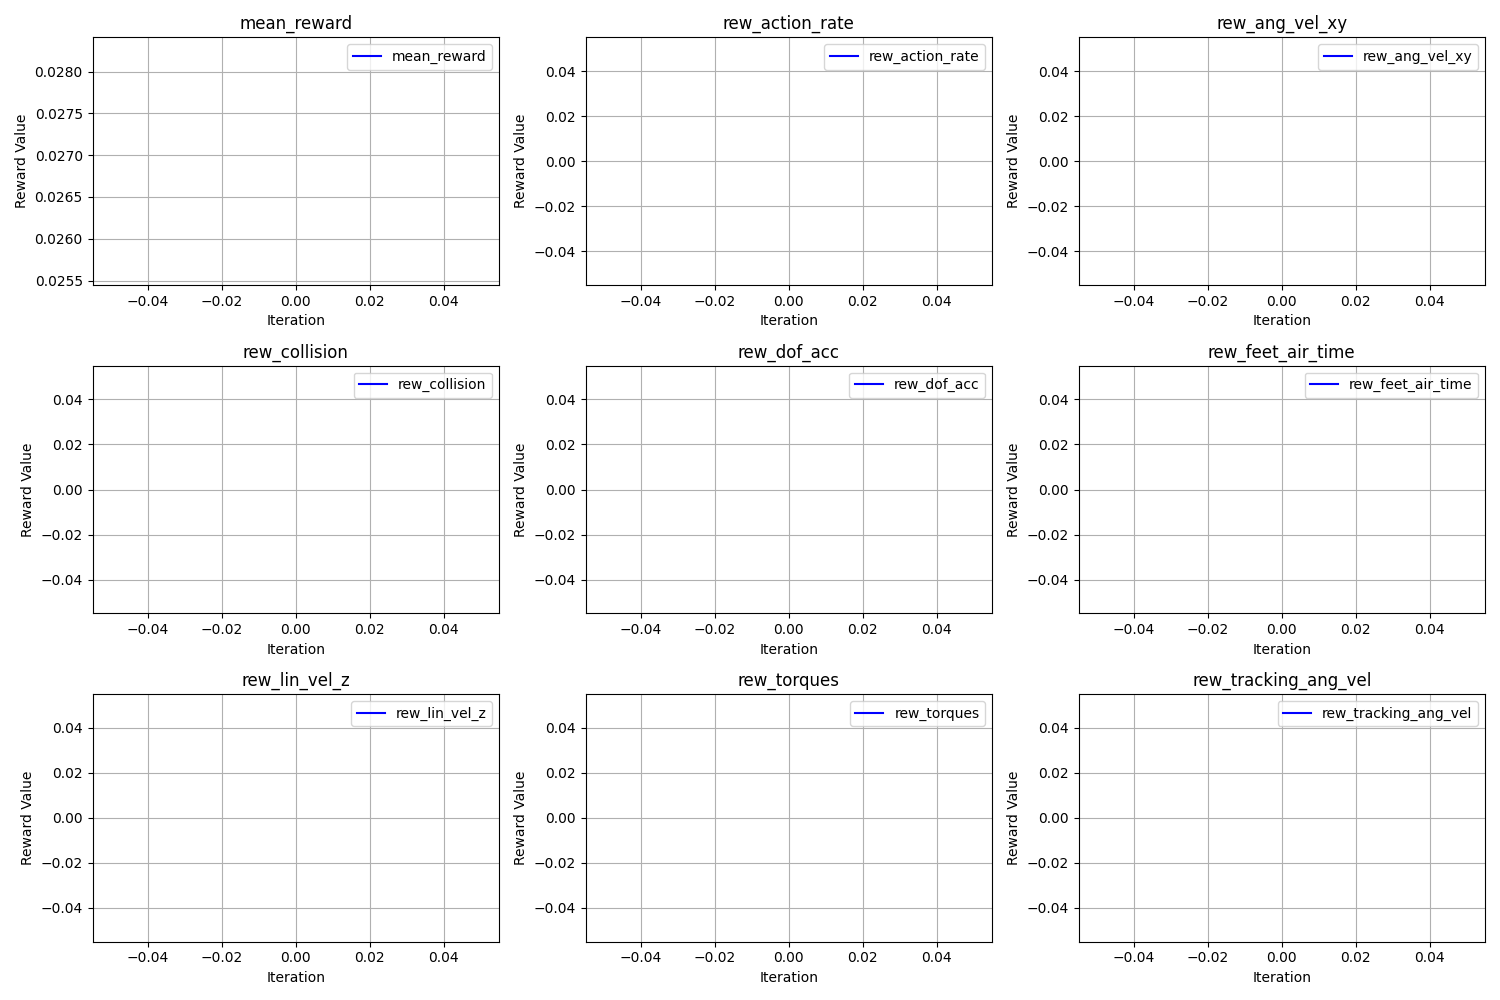 mean_reward
mean_reward
Reward Value
0.0280
0.0275
0.0270
0.0265
0.0260
0.0255
−0.04 −0.02 0.00 0.02 0.04
Iteration
rew_action_rate
rew_action_rate
Reward Value
0.04
0.02
0.00
−0.02
−0.04
−0.04 −0.02 0.00 0.02 0.04
Iteration
rew_ang_vel_xy
rew_ang_vel_xy
Reward Value
0.04
0.02
0.00
−0.02
−0.04
−0.04 −0.02 0.00 0.02 0.04
Iteration
rew_collision
rew_collision
Reward Value
0.04
0.02
0.00
−0.02
−0.04
−0.04 −0.02 0.00 0.02 0.04
Iteration
rew_dof_acc
rew_dof_acc
Reward Value
0.04
0.02
0.00
−0.02
−0.04
−0.04 −0.02 0.00 0.02 0.04
Iteration
rew_feet_air_time
rew_feet_air_time
Reward Value
0.04
0.02
0.00
−0.02
−0.04
−0.04 −0.02 0.00 0.02 0.04
Iteration
rew_lin_vel_z
rew_lin_vel_z
Reward Value
0.04
0.02
0.00
−0.02
−0.04
−0.04 −0.02 0.00 0.02 0.04
Iteration
rew_torques
rew_torques
Reward Value
0.04
0.02
0.00
−0.02
−0.04
−0.04 −0.02 0.00 0.02 0.04
Iteration
rew_tracking_ang_vel
rew_tracking_ang_vel
Reward Value
0.04
0.02
0.00
−0.02
−0.04
−0.04 −0.02 0.00 0.02 0.04
Iteration